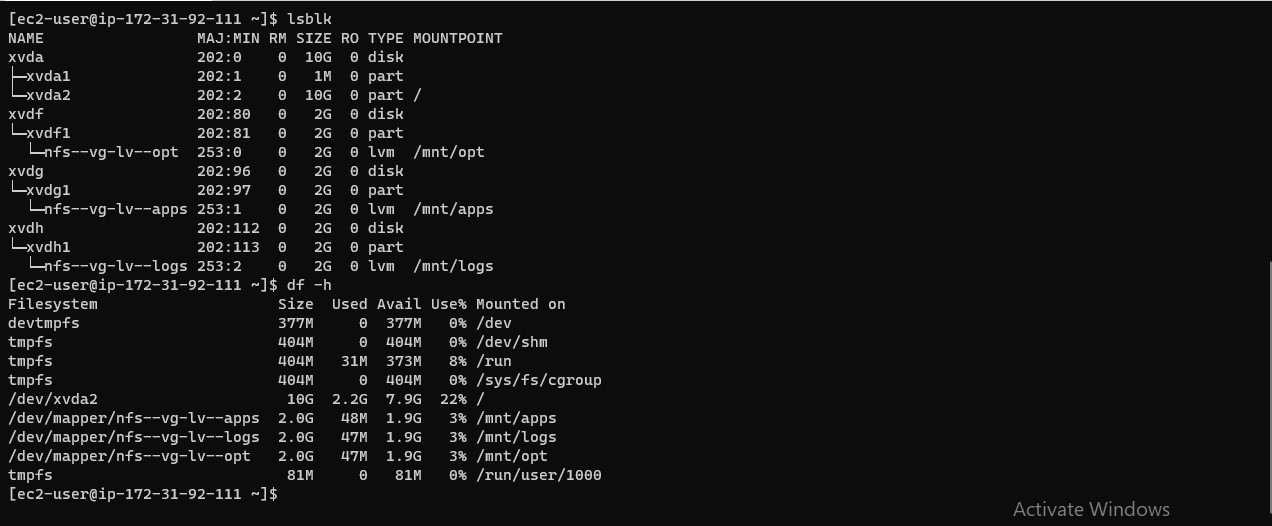 [ec2-user@ip-172-31-92-111 ~]$ lsblk
NAME                 MAJ:MIN RM SIZE RO TYPE MOUNTPOINT
xvda                 202:0    0  10G  0 disk
├─xvda1              202:1    0   1M  0 part
└─xvda2              202:2    0  10G  0 part /
xvdf                 202:80   0   2G  0 disk
└─xvdf1              202:81   0   2G  0 part
  └─nfs--vg-lv--opt  253:0    0   2G  0 lvm  /mnt/opt
xvdg                 202:96   0   2G  0 disk
└─xvdg1              202:97   0   2G  0 part
  └─nfs--vg-lv--apps 253:1    0   2G  0 lvm  /mnt/apps
xvdh                 202:112  0   2G  0 disk
└─xvdh1              202:113  0   2G  0 part
  └─nfs--vg-lv--logs 253:2    0   2G  0 lvm  /mnt/logs
[ec2-user@ip-172-31-92-111 ~]$ df -h
Filesystem                    Size  Used Avail Use% Mounted on
devtmpfs                      377M     0  377M   0% /dev
tmpfs                         404M     0  404M   0% /dev/shm
tmpfs                         404M   31M  373M   8% /run
tmpfs                         404M     0  404M   0% /sys/fs/cgroup
/dev/xvda2                     10G  2.2G  7.9G  22% /
/dev/mapper/nfs--vg-lv--apps  2.0G   48M  1.9G   3% /mnt/apps
/dev/mapper/nfs--vg-lv--logs  2.0G   47M  1.9G   3% /mnt/logs
/dev/mapper/nfs--vg-lv--opt   2.0G   47M  1.9G   3% /mnt/opt
tmpfs                          81M     0   81M   0% /run/user/1000
[ec2-user@ip-172-31-92-111 ~]$
Activate Windows